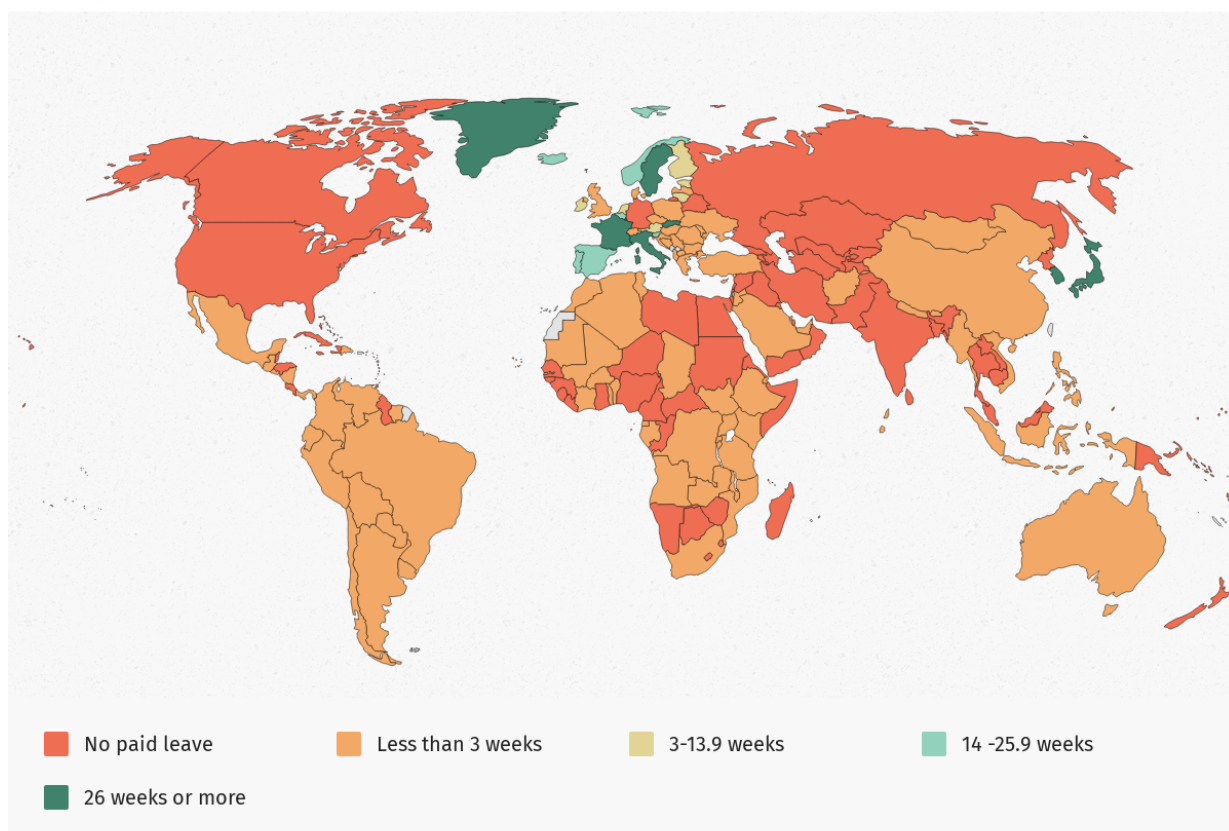 No paid leave
Less than 3 weeks
3-13.9 weeks
14 -25.9 weeks
26 weeks or more